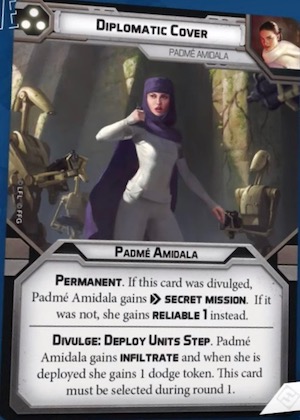 Diplomatic Cover
PADMÉ AMIDALA
© LFL © FFG
Padmé Amidala
Permanent. If this card was divulged,
Padmé Amidala gains secret mission. If it
was not, she gains reliable 1 instead.
Divulge: Deploy Units Step. Padmé
Amidala gains infiltrate and when she is
deployed she gains 1 dodge token. This card
must be selected during round 1.